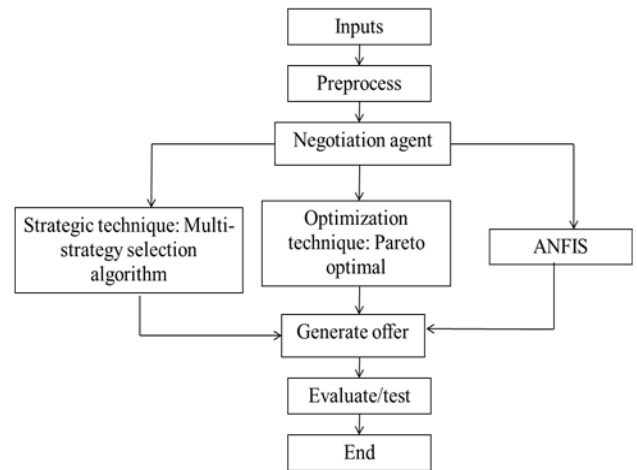 Inputs
Preprocess
Negotiation agent
Strategic technique: Multi-
strategy selection
algorithm
Optimization
technique: Pareto
optimal
ANFIS
Generate offer
Evaluate/test
End